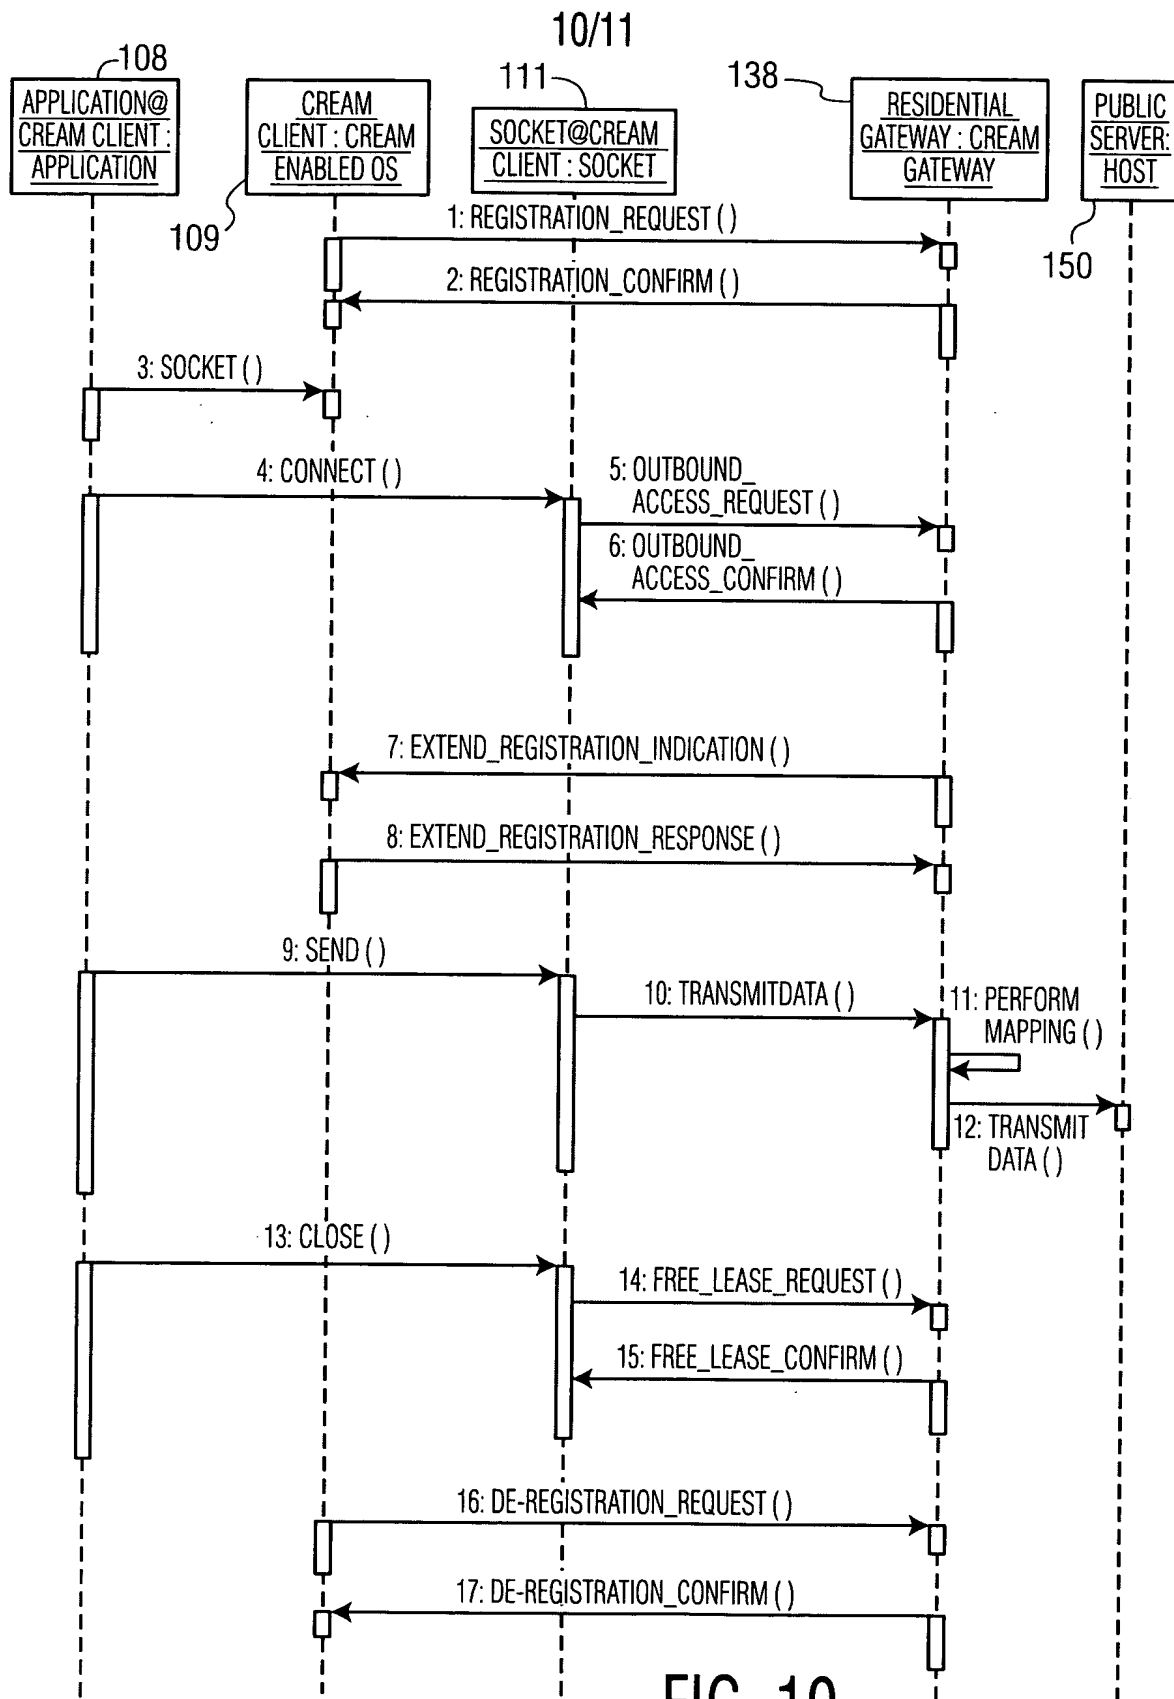 10/11
108
111
138
APPLICATION@
CREAM CLIENT :
APPLICATION
CREAM
CLIENT : CREAM
ENABLED OS
SOCKET@CREAM
CLIENT : SOCKET
RESIDENTIAL
GATEWAY : CREAM
GATEWAY
PUBLIC
SERVER:
HOST
109
150
1: REGISTRATION_REQUEST ( )
2: REGISTRATION_CONFIRM ( )
3: SOCKET ( )
4: CONNECT ( )
5: OUTBOUND_
ACCESS_REQUEST ( )
6: OUTBOUND_
ACCESS_CONFIRM ( )
7: EXTEND_REGISTRATION_INDICATION ( )
8: EXTEND_REGISTRATION_RESPONSE ( )
9: SEND ( )
10: TRANSMITDATA ( )
11: PERFORM
MAPPING ( )
12: TRANSMIT
DATA ( )
13: CLOSE ( )
14: FREE_LEASE_REQUEST ( )
15: FREE_LEASE_CONFIRM ( )
16: DE-REGISTRATION_REQUEST ( )
17: DE-REGISTRATION_CONFIRM ( )
FIG. 10